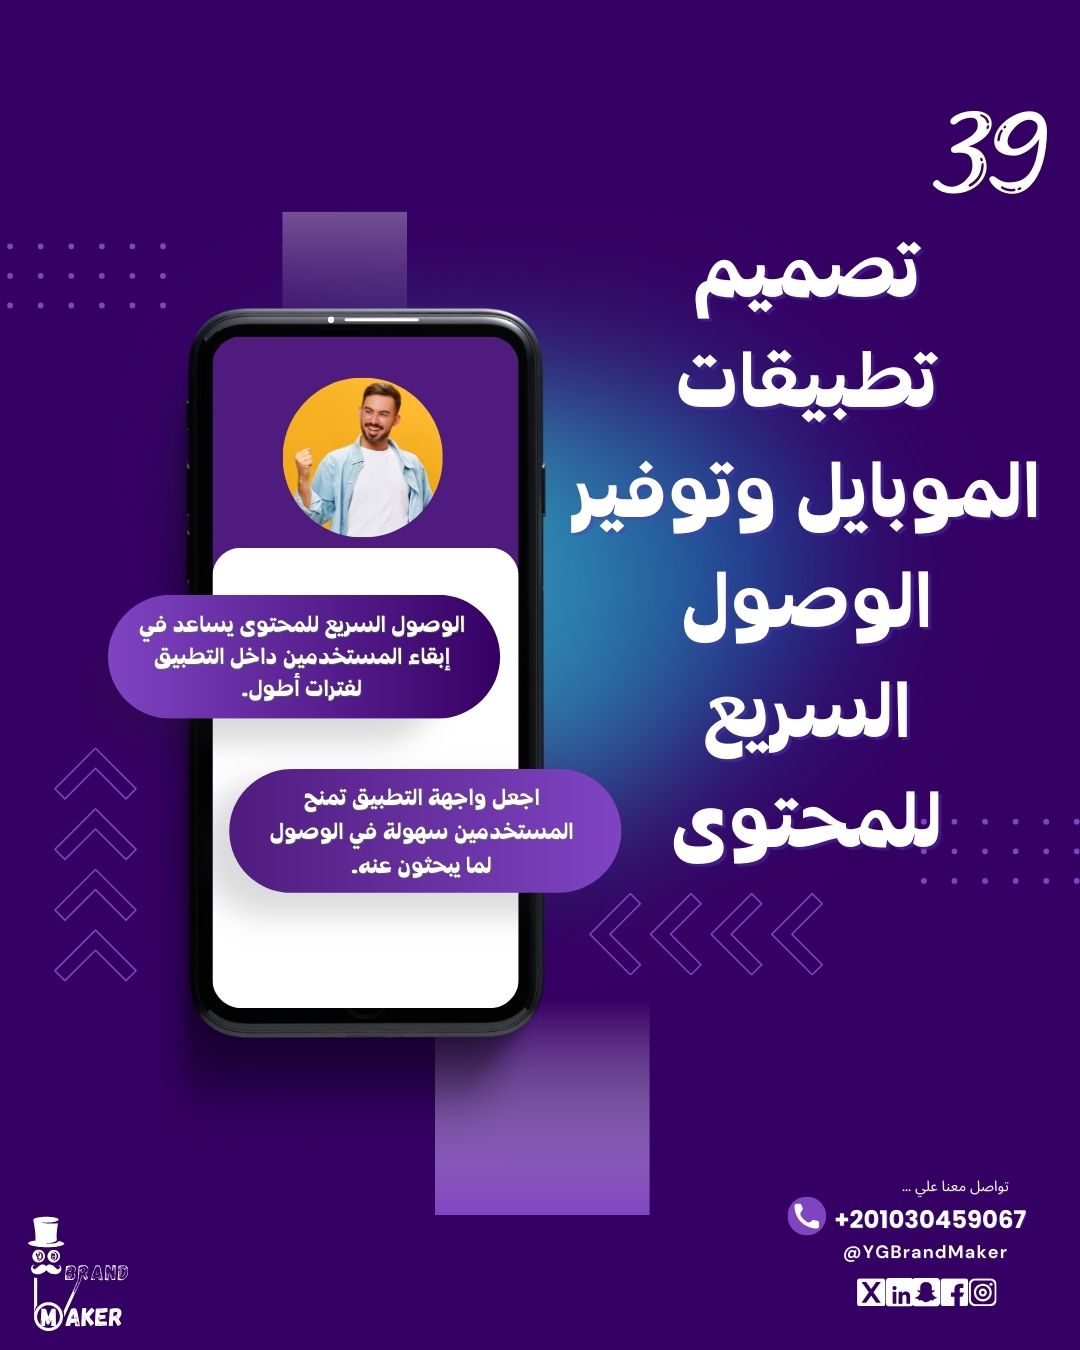 39
تصميم
تطبيقات
الموبايل وتوفير
الوصول
السريع
للمحتوى
الوصول السريع للمحتوى يساعد في
إبقاء المستخدمين داخل التطبيق
لفترات أطول.
اجعل واجهة التطبيق تمنح
المستخدمين سهولة في الوصول
لما يبحثون عنه.
تواصل معنا علي ...
+201030459067
@YGBrandMaker
BRAND
MAKER